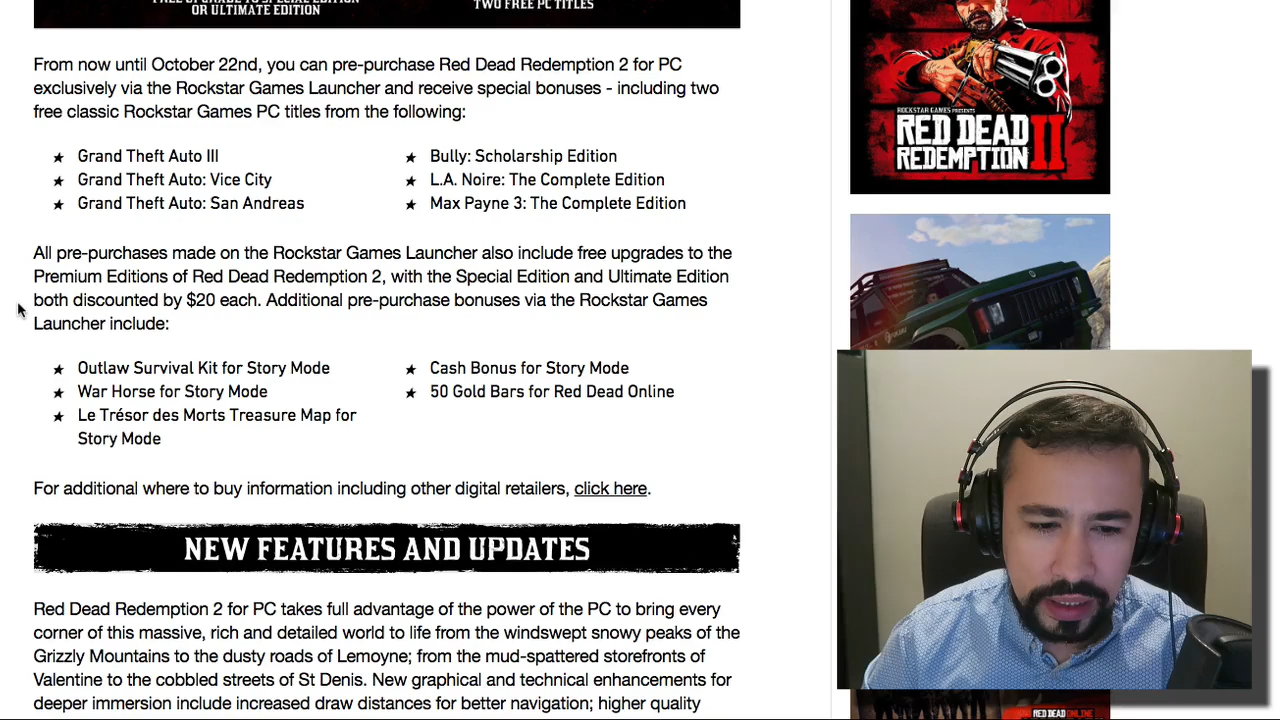 FREE UPGRADE TO SPECIAL EDITION
OR ULTIMATE EDITION
TWO FREE PC TITLES
From now until October 22nd, you can pre-purchase Red Dead Redemption 2 for PC
exclusively via the Rockstar Games Launcher and receive special bonuses - including two
free classic Rockstar Games PC titles from the following:
Grand Theft Auto III
Grand Theft Auto: Vice City
Grand Theft Auto: San Andreas
Bully: Scholarship Edition
L.A. Noire: The Complete Edition
Max Payne 3: The Complete Edition
All pre-purchases made on the Rockstar Games Launcher also include free upgrades to the
Premium Editions of Red Dead Redemption 2, with the Special Edition and Ultimate Edition
both discounted by $20 each. Additional pre-purchase bonuses via the Rockstar Games
Launcher include:
Outlaw Survival Kit for Story Mode
War Horse for Story Mode
Le Trésor des Morts Treasure Map for
Story Mode
Cash Bonus for Story Mode
50 Gold Bars for Red Dead Online
For additional where to buy information including other digital retailers, click here.
NEW FEATURES AND UPDATES
Red Dead Redemption 2 for PC takes full advantage of the power of the PC to bring every
corner of this massive, rich and detailed world to life from the windswept snowy peaks of the
Grizzly Mountains to the dusty roads of Lemoyne; from the mud-spattered storefronts of
Valentine to the cobbled streets of St Denis. New graphical and technical enhancements for
deeper immersion include increased draw distances for better navigation; higher quality
ROCKSTAR GAMES PRESENTS
RED DEAD
REDEMPTION II
RED DEAD ONLINE